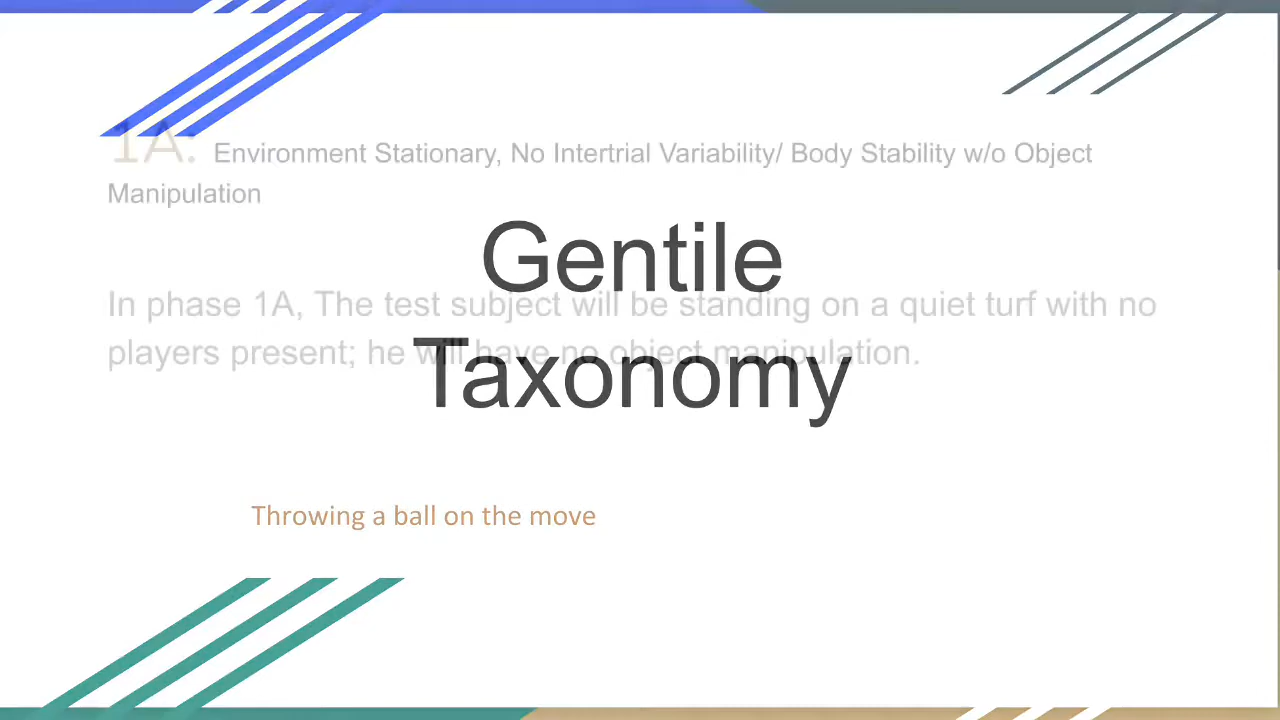 1A: Environment Stationary, No Intertrial Variability/ Body Stability w/o Object
Manipulation
Gentile
In phase 1A, The test subject will be standing on a quiet turf with no
players present; he will have no object manipulation.
Taxonomy
Throwing a ball on the move